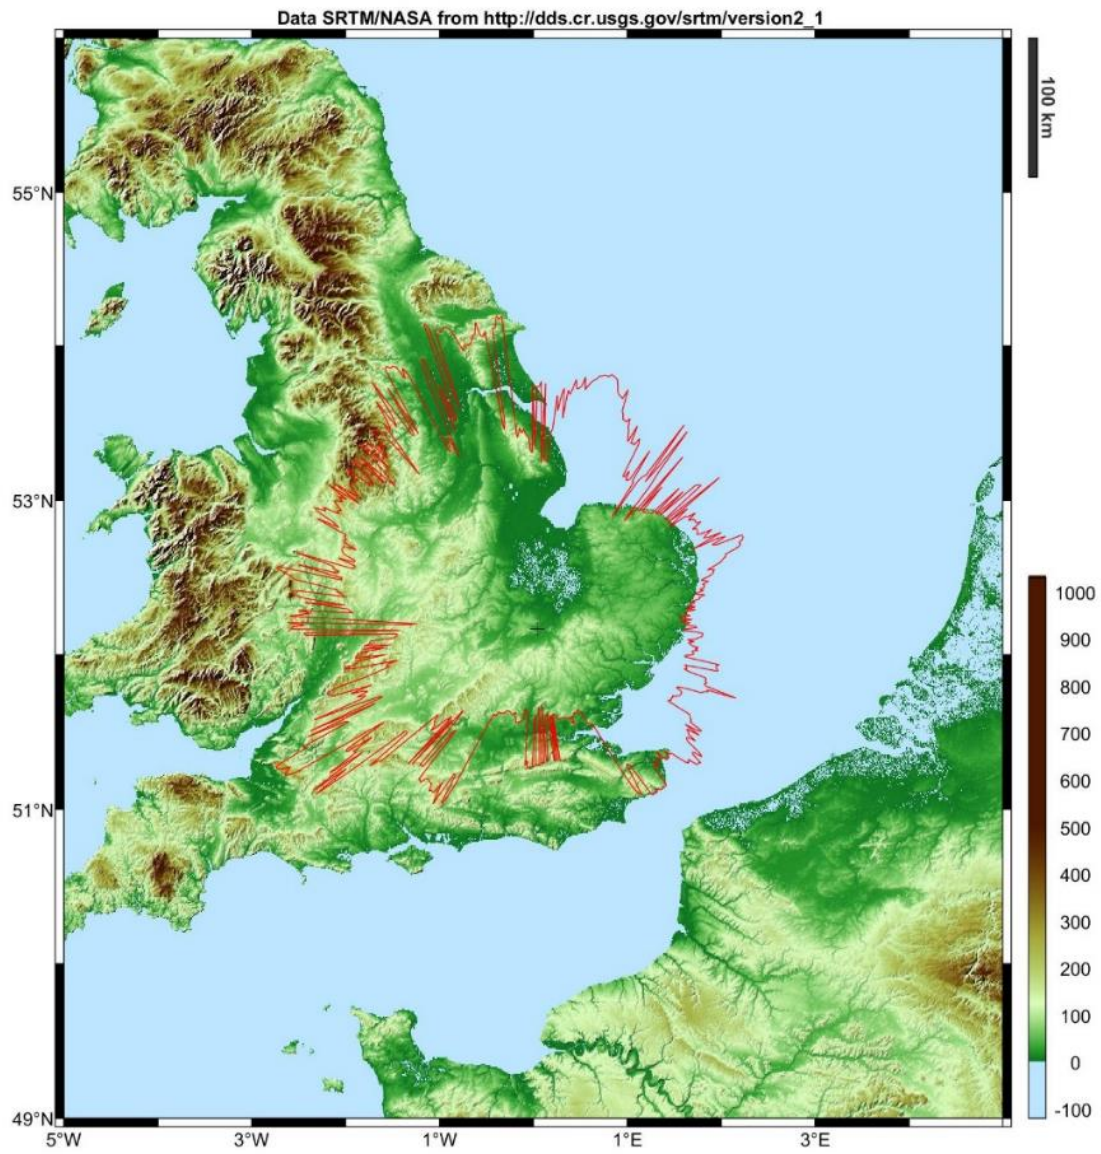 Data SRTM/NASA from http://dds.cr.usgs.gov/srtm/version2_1
100 km
55°N
53°N
51°N
49°N
5°W
3°W
1°W
1°E
3°E
1000
900
800
700
600
500
400
300
200
100
0
-100